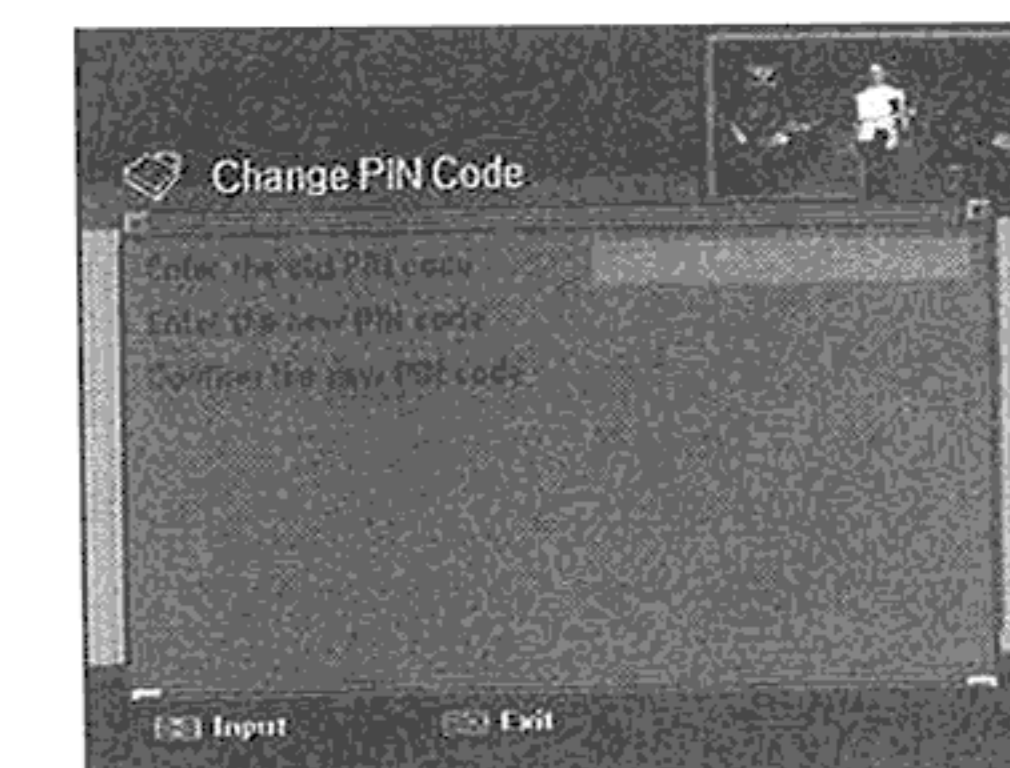 Change PIN Code
Enter the old PIN code
Enter the new PIN code
Confirm the new PIN code
Input
Exit